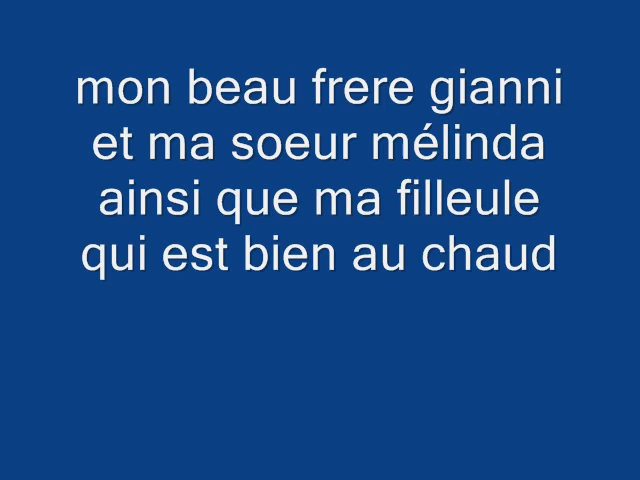 mon beau frere gianni
et ma soeur mélinda
ainsi que ma filleule
qui est bien au chaud